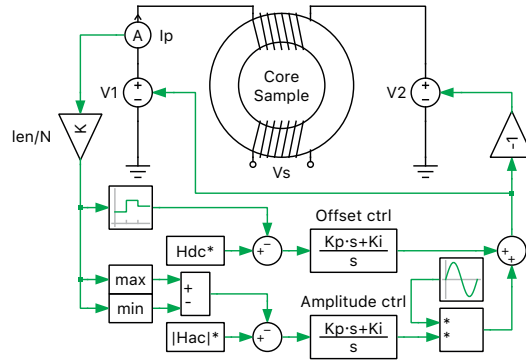 A Ip
V1
Core
Sample
V2
K
len/N
-1
Vs
Offset ctrl
Hdc*
Kp·s+Ki
s
max
min
Amplitude ctrl
|Hac|*
Kp·s+Ki
s
*
*